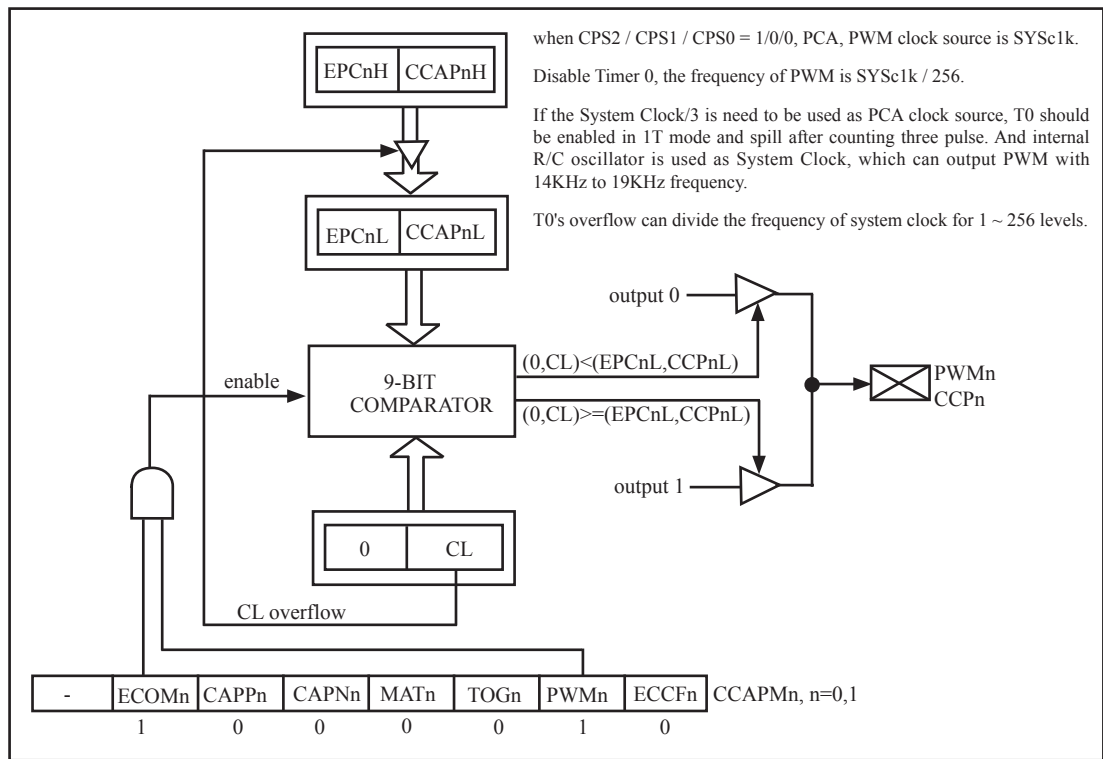 when CPS2 / CPS1 / CPS0 = 1/0/0, PCA, PWM clock source is SYSclk.
Disable Timer 0, the frequency of PWM is SYSclk / 256.
If the System Clock/3 is need to be used as PCA clock source, T0 should
be enabled in 1T mode and spill after counting three pulse. And internal
R/C oscillator is used as System Clock, which can output PWM with
14KHz to 19KHz frequency.
T0's overflow can divide the frequency of system clock for 1 ~ 256 levels.
EPCnH CCAPnH
EPCnL CCAPnL
output 0
(0,CL)<(EPCnL,CCPnL)
enable
9-BIT
COMPARATOR
PWMn
CCPn
(0,CL)>=(EPCnL,CCPnL)
output 1
0 CL
CL overflow
- ECOMn CAPPn CAPNn MATn TOGn PWMn ECCFn CCAPMn, n=0,1
1 0 0 0 0 1 0